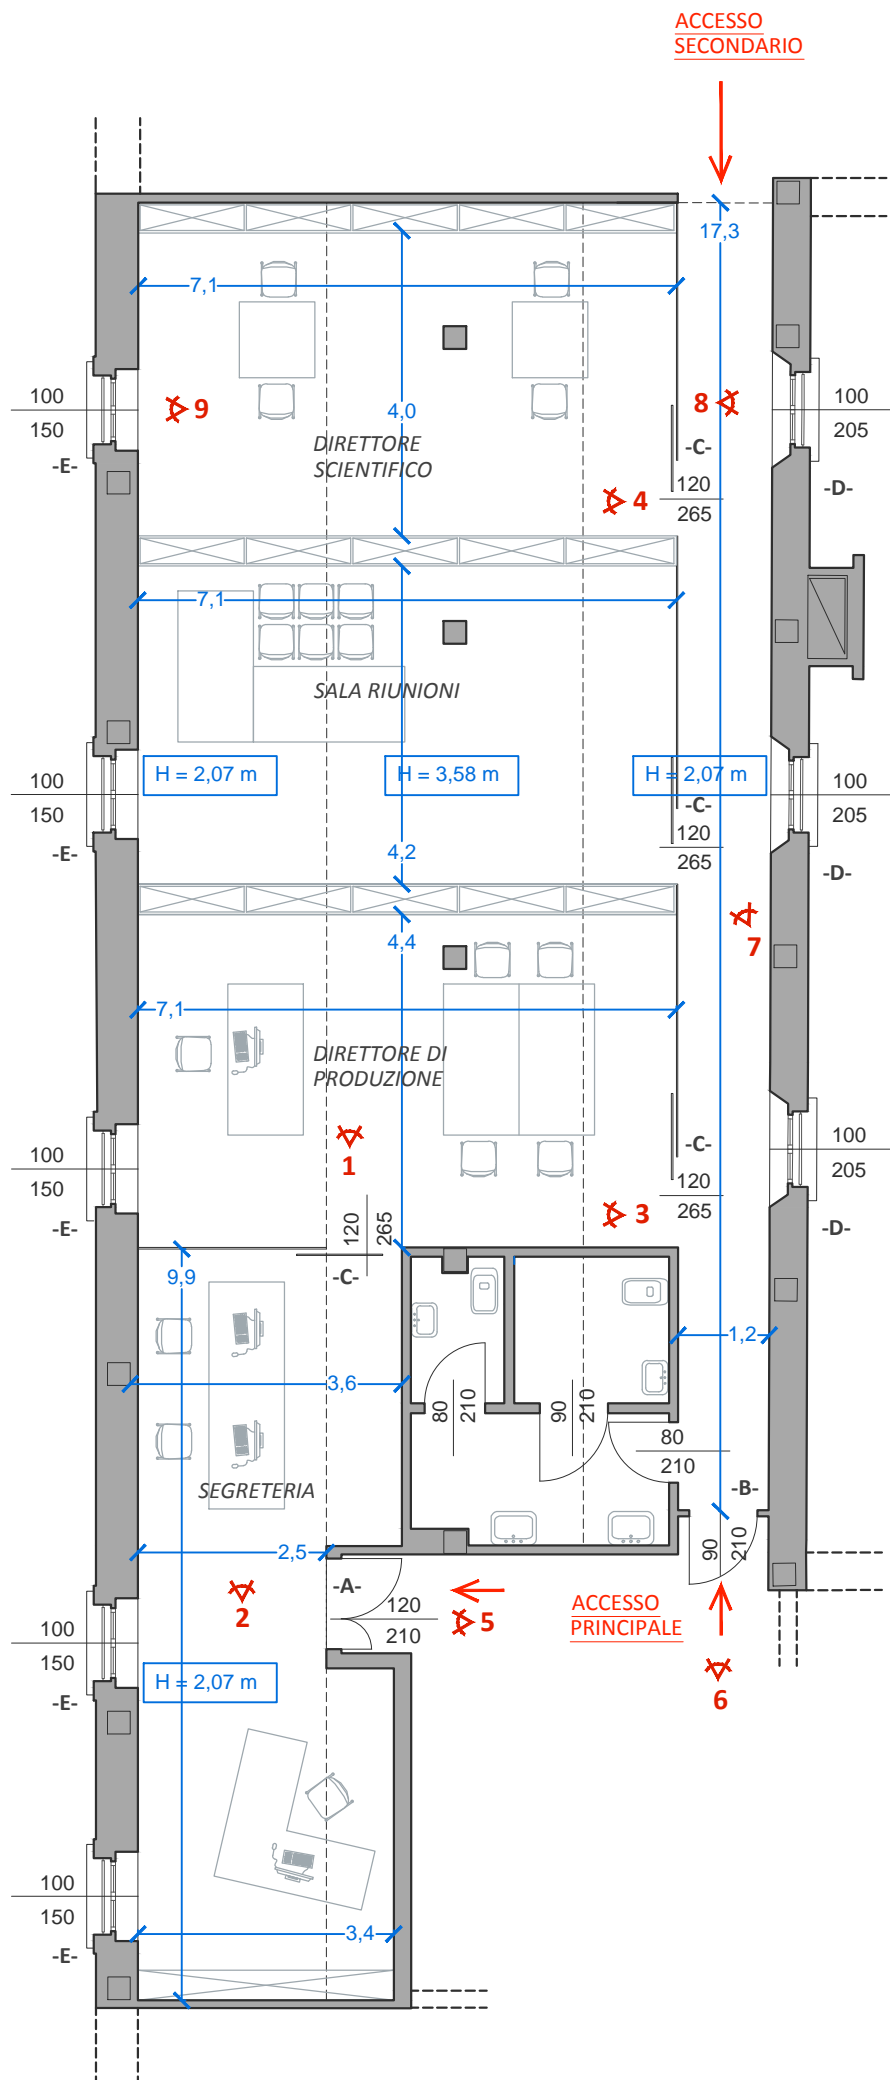 ACCESSO
SECONDARIO
17,3
7,1
100
150
-E-
9
4,0
8
100
205
-D-
DIRETTORE
SCIENTIFICO
-C-
120
265
4
7,1
SALA RIUNIONI
H = 2,07 m
H = 3,58 m
H = 2,07 m
100
150
-E-
-C-
120
265
100
205
-D-
4,2
4,4
7
7,1
DIRETTORE DI
PRODUZIONE
1
100
150
-E-
-C-
120
265
100
205
-D-
3
120
265
-C-
9,9
1,2
3,6
80
210
90
210
80
210
SEGRETERIA
-B-
90
210
2,5
-A-
2
120
210
5
ACCESSO
PRINCIPALE
6
100
150
-E-
H = 2,07 m
100
150
-E-
3,4